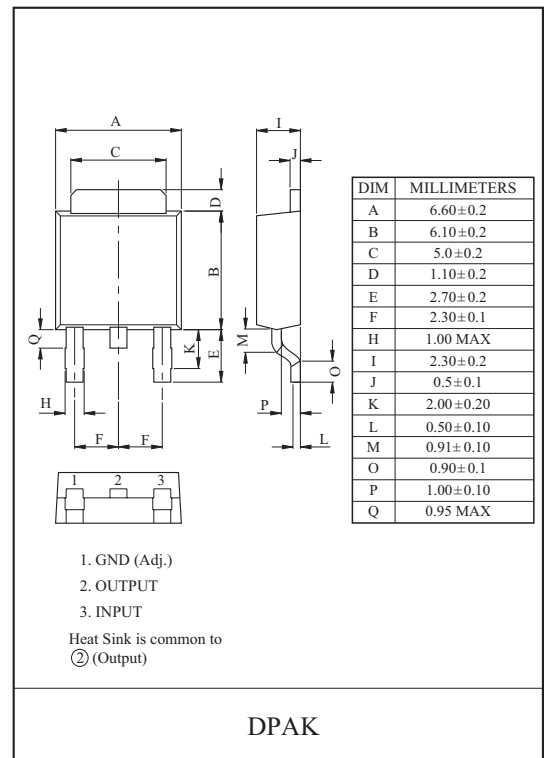 A
C
D
B
Q
K
E
H
F F
I
J
M
O
P
L
1 2 3
DIM MILLIMETERS
A 6.60±0.2
B 6.10±0.2
C 5.0±0.2
D 1.10±0.2
E 2.70±0.2
F 2.30±0.1
H 1.00 MAX
I 2.30±0.2
J 0.5±0.1
K 2.00±0.20
L 0.50±0.10
M 0.91±0.10
O 0.90±0.1
P 1.00±0.10
Q 0.95 MAX
1. GND (Adj.)
2. OUTPUT
3. INPUT
Heat Sink is common to
② (Output)
DPAK